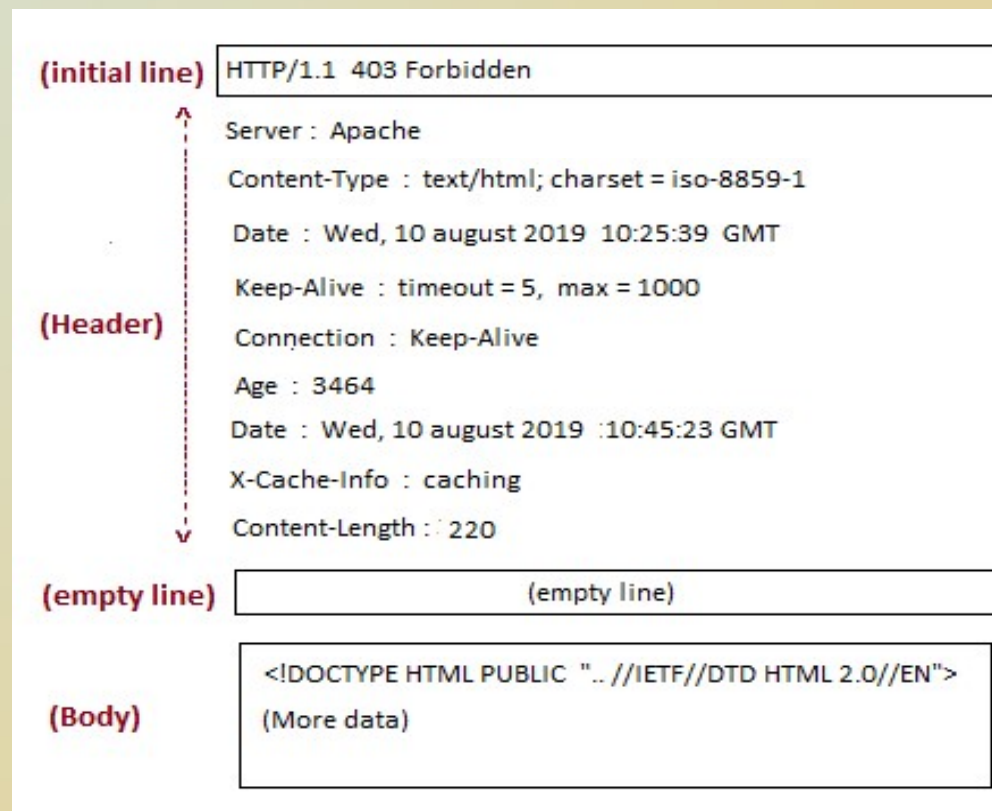 (initial line) HTTP/1.1 403 Forbidden
Server : Apache
Content-Type : text/html; charset = iso-8859-1
Date : Wed, 10 august 2019 10:25:39 GMT
Keep-Alive : timeout = 5, max = 1000
(Header)
Connection : Keep-Alive
Age : 3464
Date : Wed, 10 august 2019 :10:45:23 GMT
X-Cache-Info : caching
Content-Length : 220
(empty line) (empty line)
<!DOCTYPE HTML PUBLIC ".. //IETF//DTD HTML 2.0//EN">
(Body) (More data)